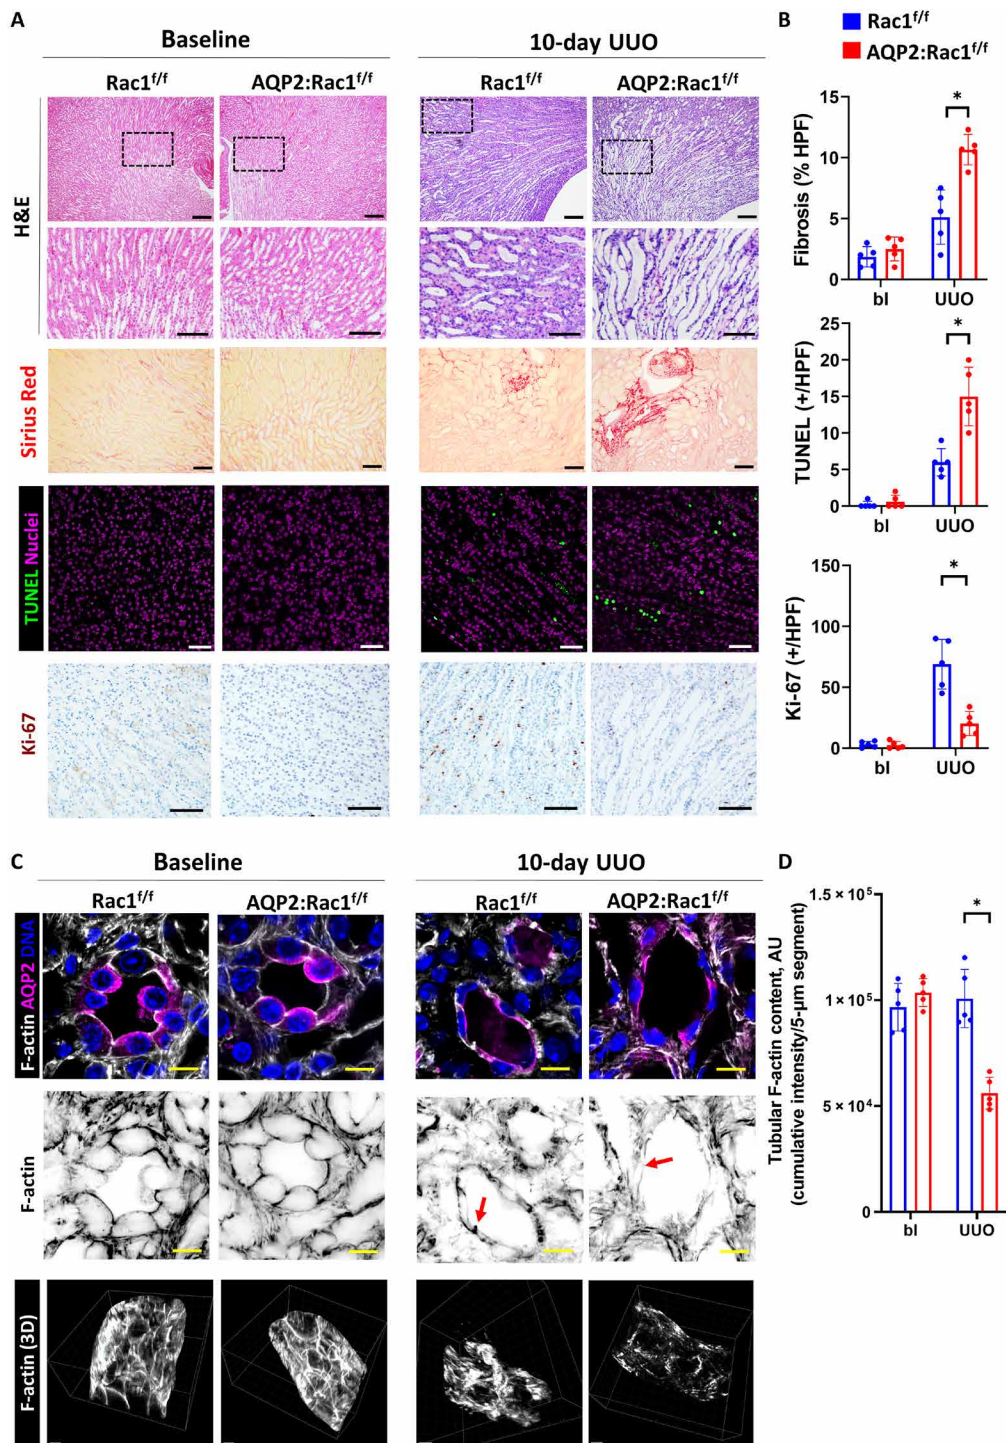 A
Baseline
10-day UUO
Rac1f/f
AQP2:Rac1f/f
Rac1f/f
AQP2:Rac1f/f
H&E
Sirius Red
TUNEL Nuclei
Ki-67
B
Rac1f/f
AQP2:Rac1f/f
Fibrosis (% HPF)
15
10
5
0
*
bl
UUO
TUNEL (+/HPF)
25
20
15
10
5
0
*
bl
UUO
Ki-67 (+/HPF)
150
100
50
0
*
bl
UUO
C
Baseline
10-day UUO
Rac1f/f
AQP2:Rac1f/f
Rac1f/f
AQP2:Rac1f/f
F-actin AQP2 DNA
F-actin
F-actin (3D)
D
Tubular F-actin content, AU
(cumulative intensity/5-μm segment)
1.5 × 10⁵
1 × 10⁵
5 × 10⁴
0
*
bl
UUO